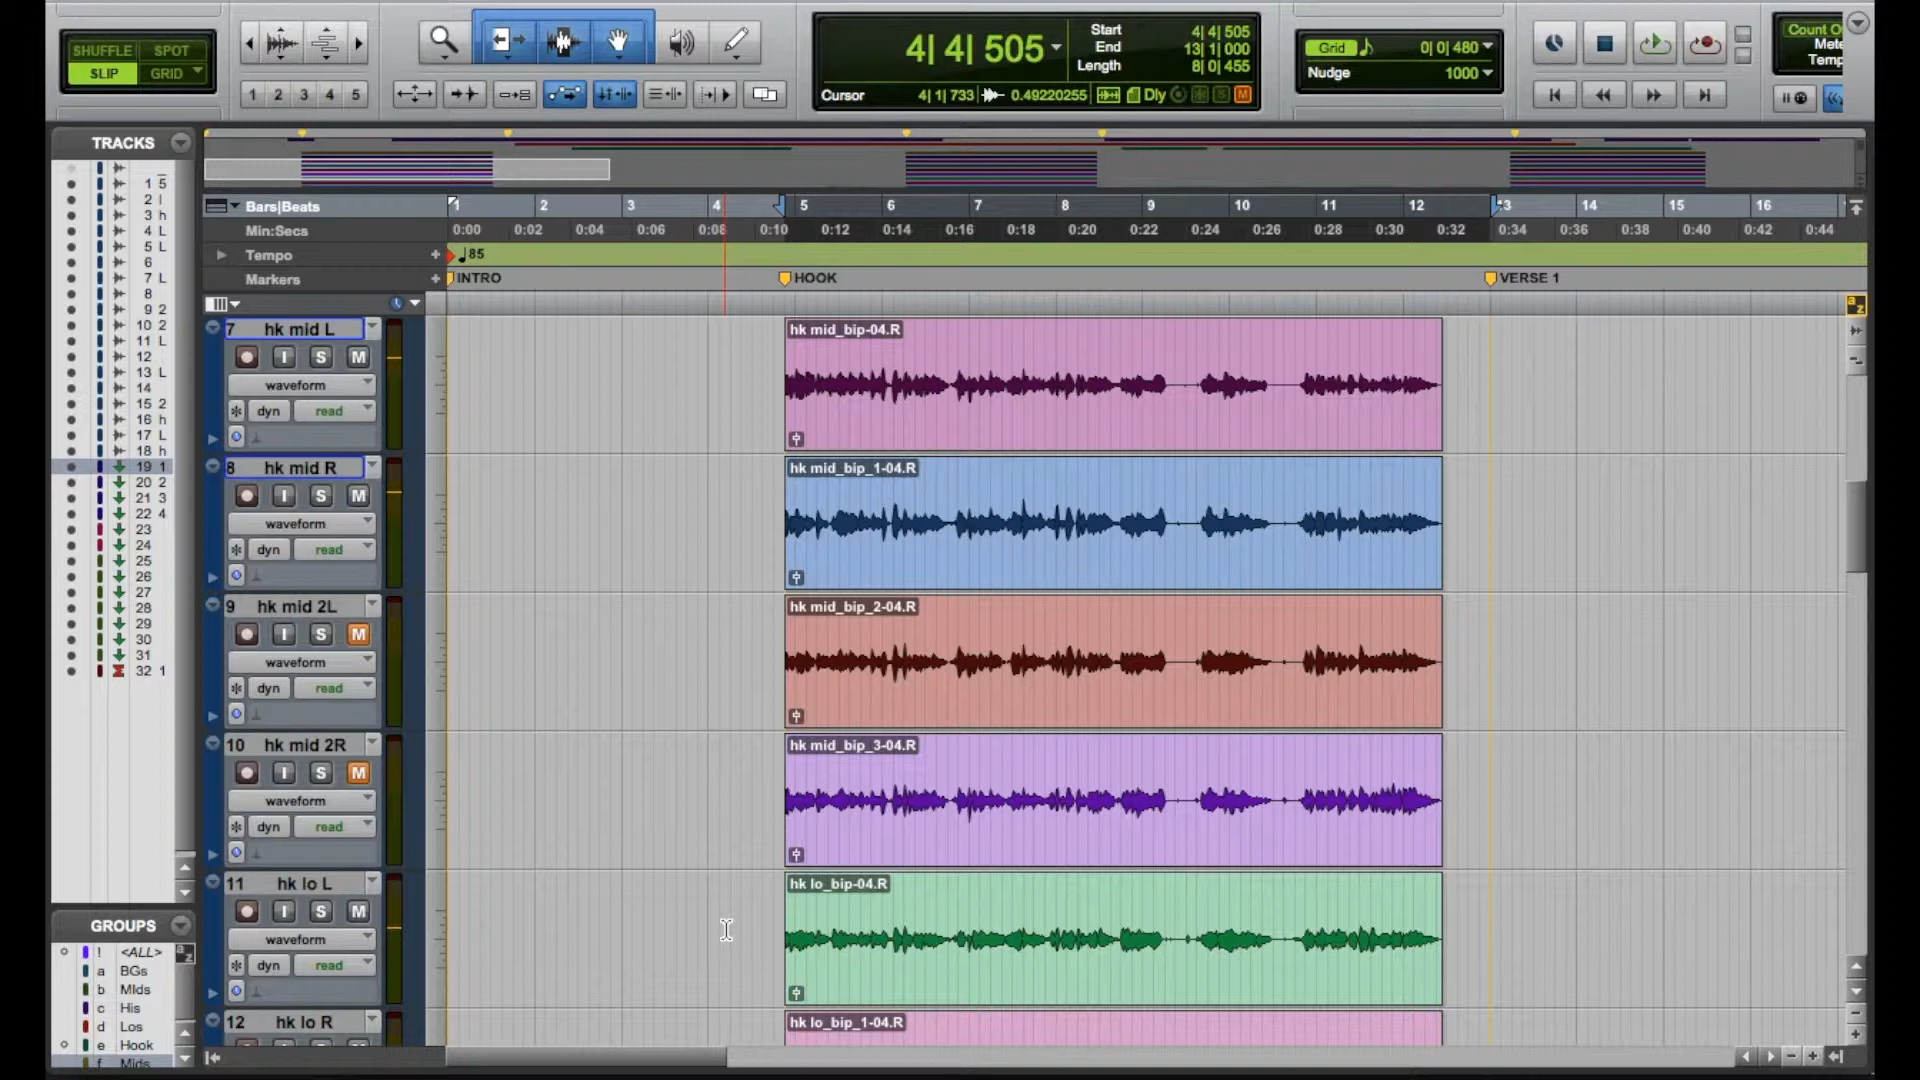 SHUFFLE SPOT
SLIP GRID
1 2 3 4 5
4| 4| 505
Start 4| 4| 505
End 13| 1| 000
Length 8| 0| 455
Cursor 4| 1| 733 0.49220255 Dly
Grid 0| 0| 480
Nudge 1000
Count O
Mete
Temp
TRACKS
1 5
2 l
3 h
4 L
5 L
6
7 L
8
9 2
10 2
11 L
12
13 L
14
15 2
16 h
17 L
18 h
19 1
20 2
21 3
22 4
23
24
25
26
27
28
29
30
31
32 1
GROUPS
! <ALL>
a BGs
b MIds
c His
d Los
e Hook
f Mids
Bars|Beats 1 2 3 4 5 6 7 8 9 10 11 12 13 14 15 16
Min:Secs 0:00 0:02 0:04 0:06 0:08 0:10 0:12 0:14 0:16 0:18 0:20 0:22 0:24 0:26 0:28 0:30 0:32 0:34 0:36 0:38 0:40 0:42 0:44
Tempo 85
Markers INTRO HOOK VERSE 1
7 hk mid L
I S M
waveform
dyn read
hk mid_bip-04.R
8 hk mid R
I S M
waveform
dyn read
hk mid_bip_1-04.R
9 hk mid 2L
I S M
waveform
dyn read
hk mid_bip_2-04.R
10 hk mid 2R
I S M
waveform
dyn read
hk mid_bip_3-04.R
11 hk lo L
I S M
waveform
dyn read
hk lo_bip-04.R
12 hk lo R
hk lo_bip_1-04.R
a z